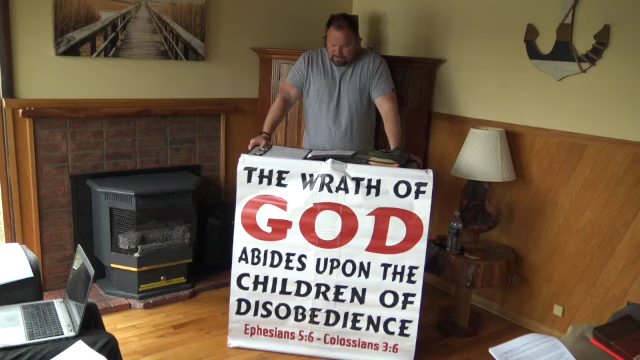 THE WRATH OF
GOD
ABIDES UPON THE
CHILDREN OF
DISOBEDIENCE
Ephesians 5:6 - Colossians 3:6